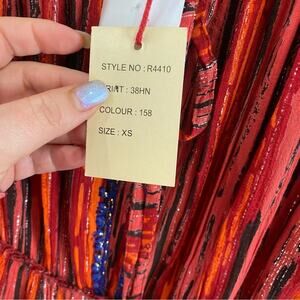 STYLE NO : R4410
PRINT : 38HN
COLOUR : 158
SIZE : XS